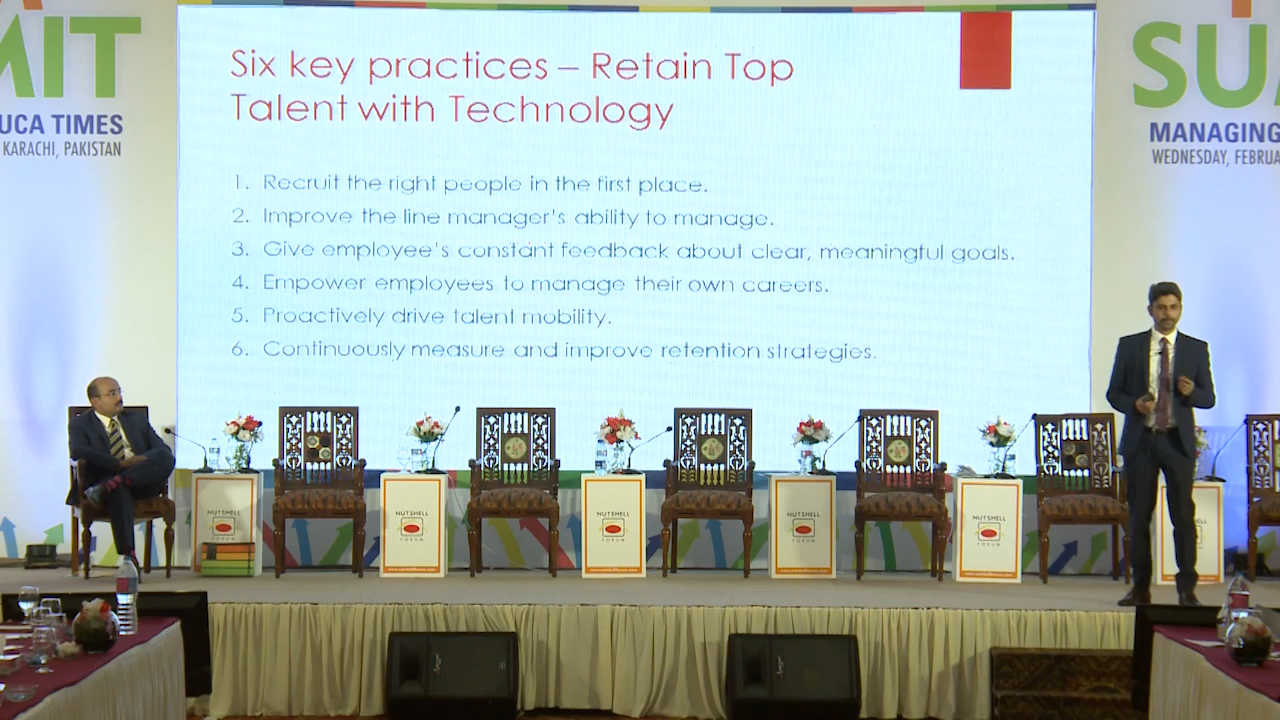 MIT
UCA TIMES
KARACHI, PAKISTAN
Six key practices – Retain Top
Talent with Technology
1. Recruit the right people in the first place.
2. Improve the line manager's ability to manage.
3. Give employee's constant feedback about clear, meaningful goals.
4. Empower employees to manage their own careers.
5. Proactively drive talent mobility.
6. Continuously measure and improve retention strategies.
SU
MANAGING
WEDNESDAY, FEBRUA
NUTSHELL
FORUM
NUTSHELL
FORUM
NUTSHELL
FORUM
NUTSHELL
FORUM
NUTSHELL
FORUM